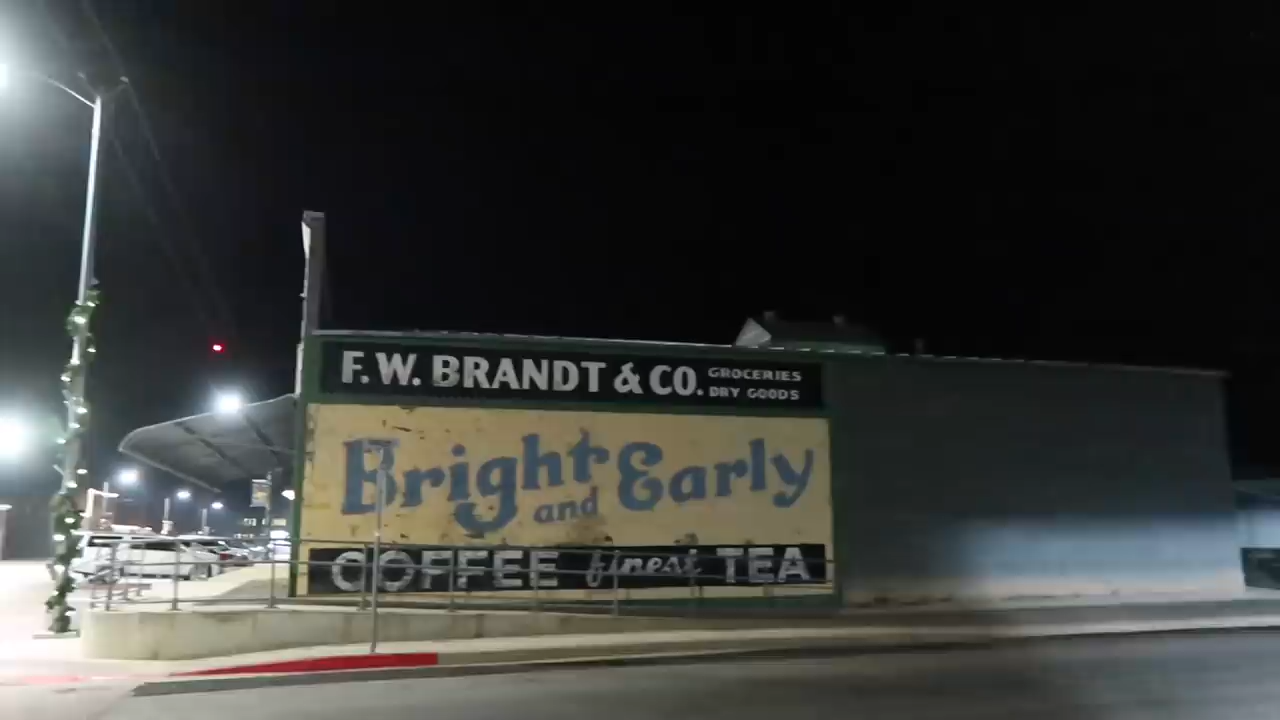 F. W. BRANDT & CO. GROCERIES
DRY GOODS
Bright
and Early
COFFEE finest TEA